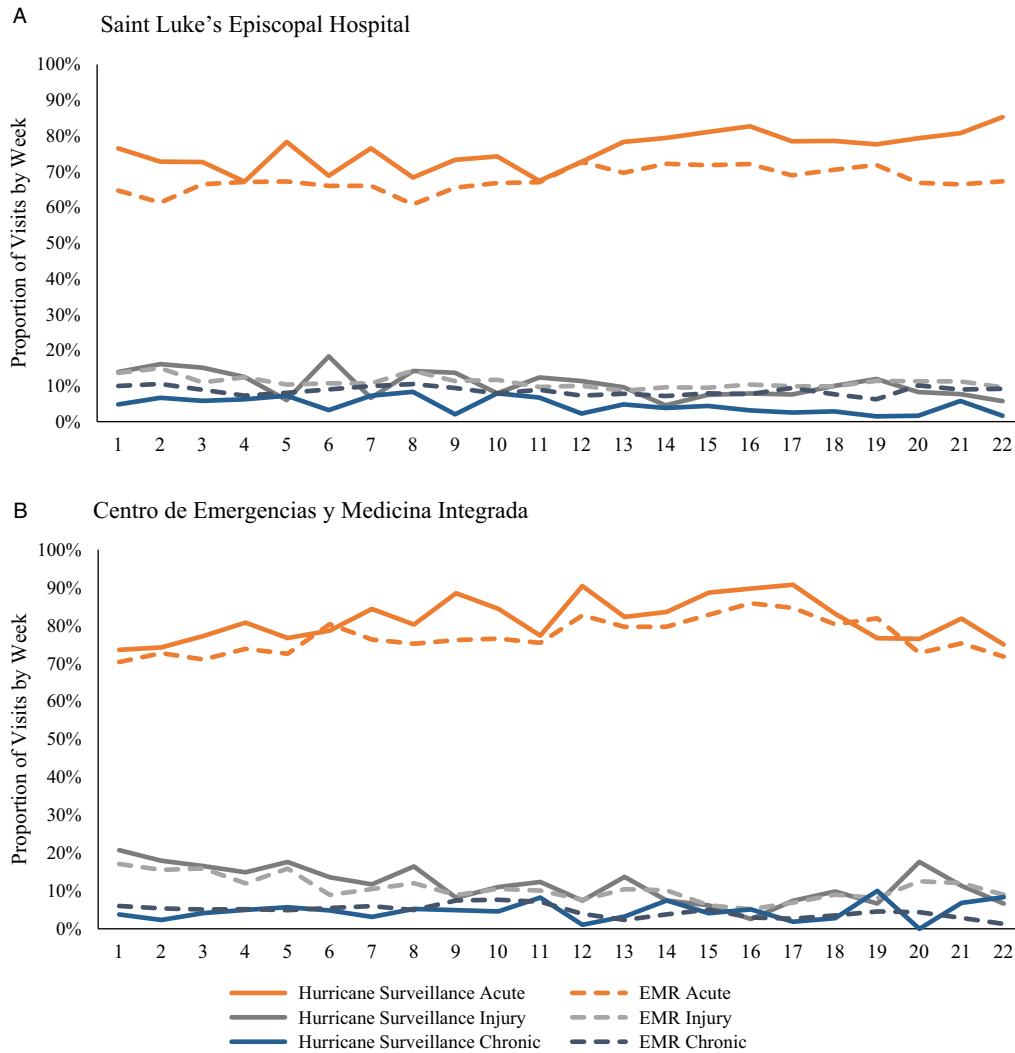 A
Saint Luke’s Episcopal Hospital
Proportion of Visits by Week
100%
90%
80%
70%
60%
50%
40%
30%
20%
10%
0%
1 2 3 4 5 6 7 8 9 10 11 12 13 14 15 16 17 18 19 20 21 22
B
Centro de Emergencias y Medicina Integrada
Proportion of Visits by Week
100%
90%
80%
70%
60%
50%
40%
30%
20%
10%
0%
1 2 3 4 5 6 7 8 9 10 11 12 13 14 15 16 17 18 19 20 21 22
Hurricane Surveillance Acute EMR Acute
Hurricane Surveillance Injury EMR Injury
Hurricane Surveillance Chronic EMR Chronic